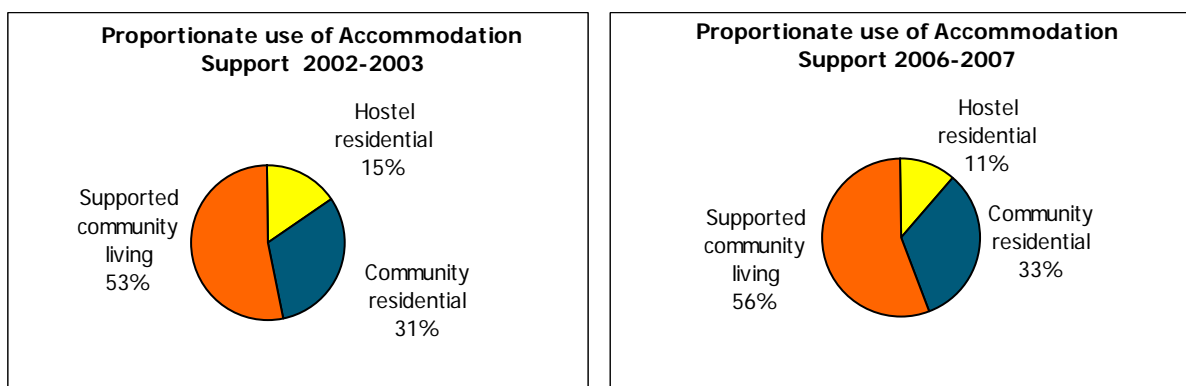 Proportionate use of Accommodation
Support 2002-2003
Hostel
residential
15%
Supported
community
living
53%
Community
residential
31%
Proportionate use of Accommodation
Support 2006-2007
Hostel
residential
11%
Supported
community
living
56%
Community
residential
33%